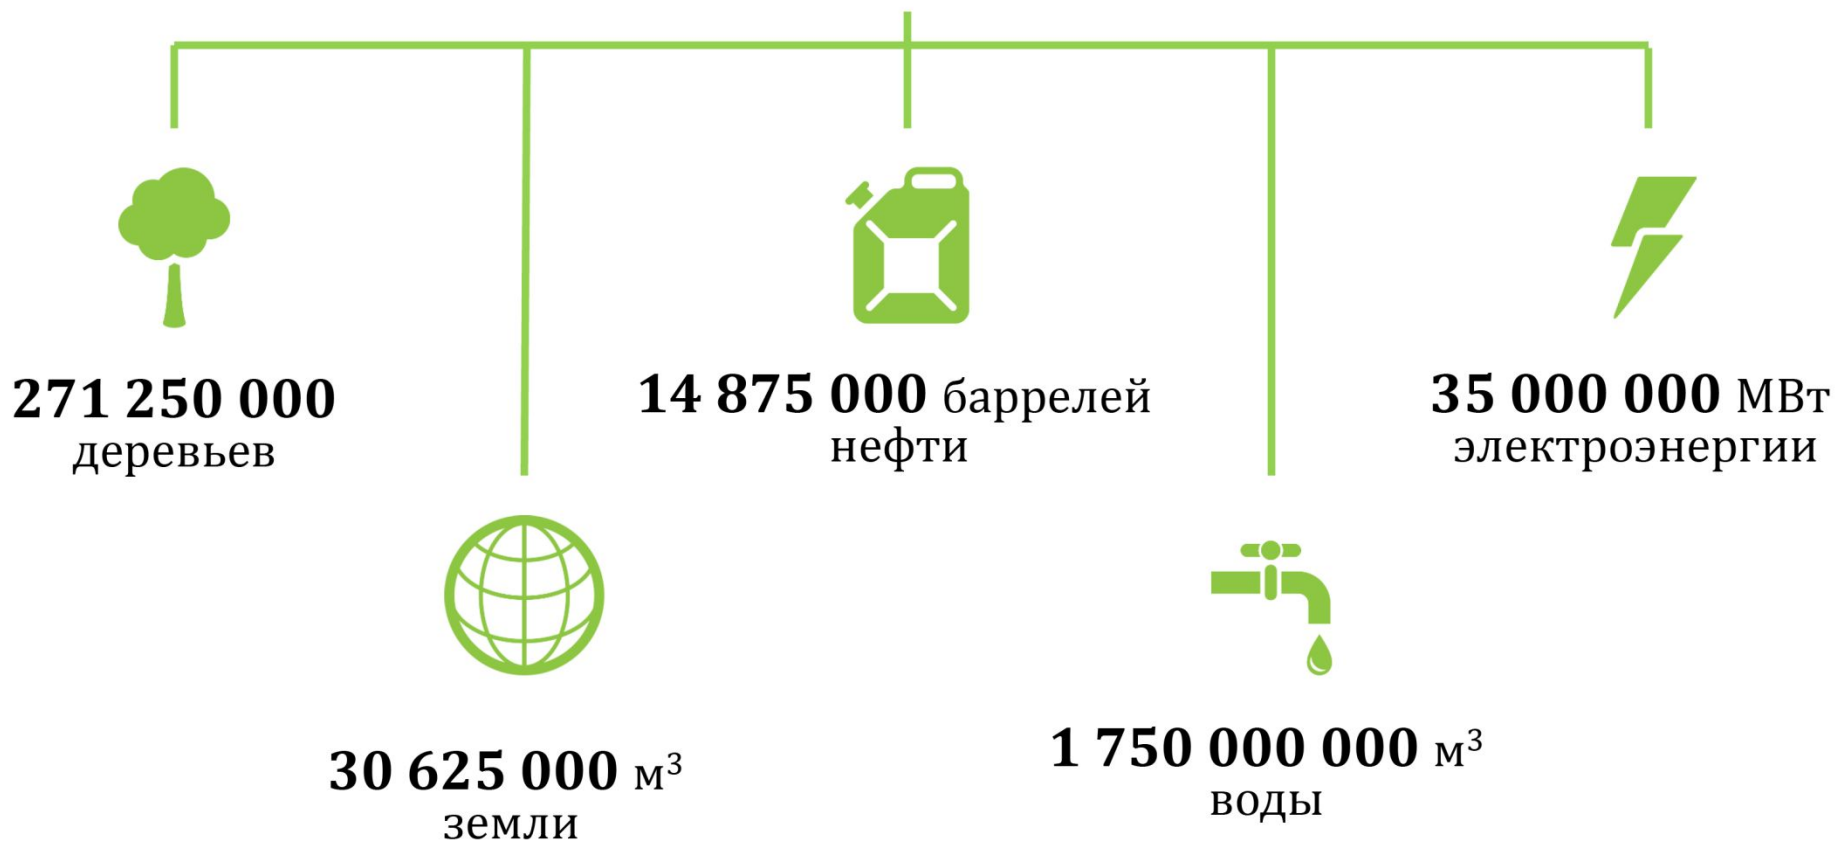 271 250 000
деревьев
14 875 000 баррелей
нефти
35 000 000 МВт
электроэнергии
30 625 000 м³
земли
1 750 000 000 м³
воды